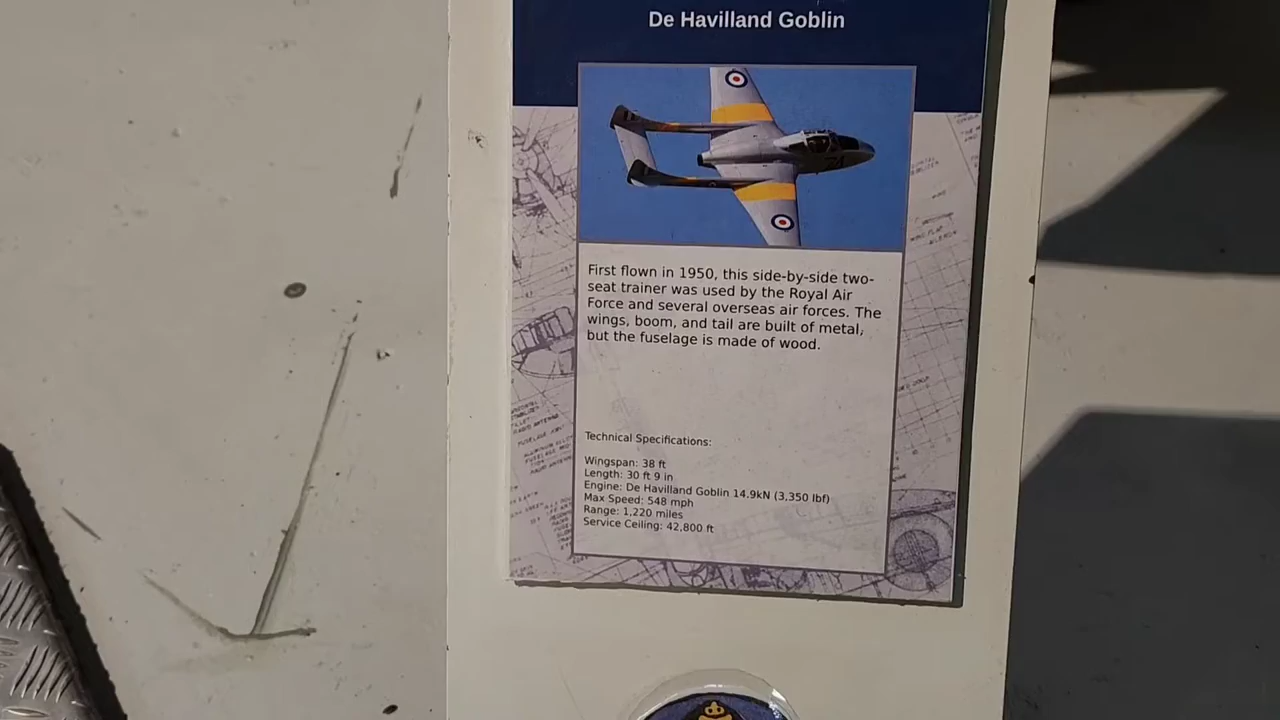 De Havilland Goblin
First flown in 1950, this side-by-side two-
seat trainer was used by the Royal Air
Force and several overseas air forces. The
wings, boom, and tail are built of metal,
but the fuselage is made of wood.
Technical Specifications:
Wingspan: 38 ft
Length: 30 ft 9 in
Engine: De Havilland Goblin 14.9kN (3,350 lbf)
Max Speed: 548 mph
Range: 1,220 miles
Service Ceiling: 42,800 ft